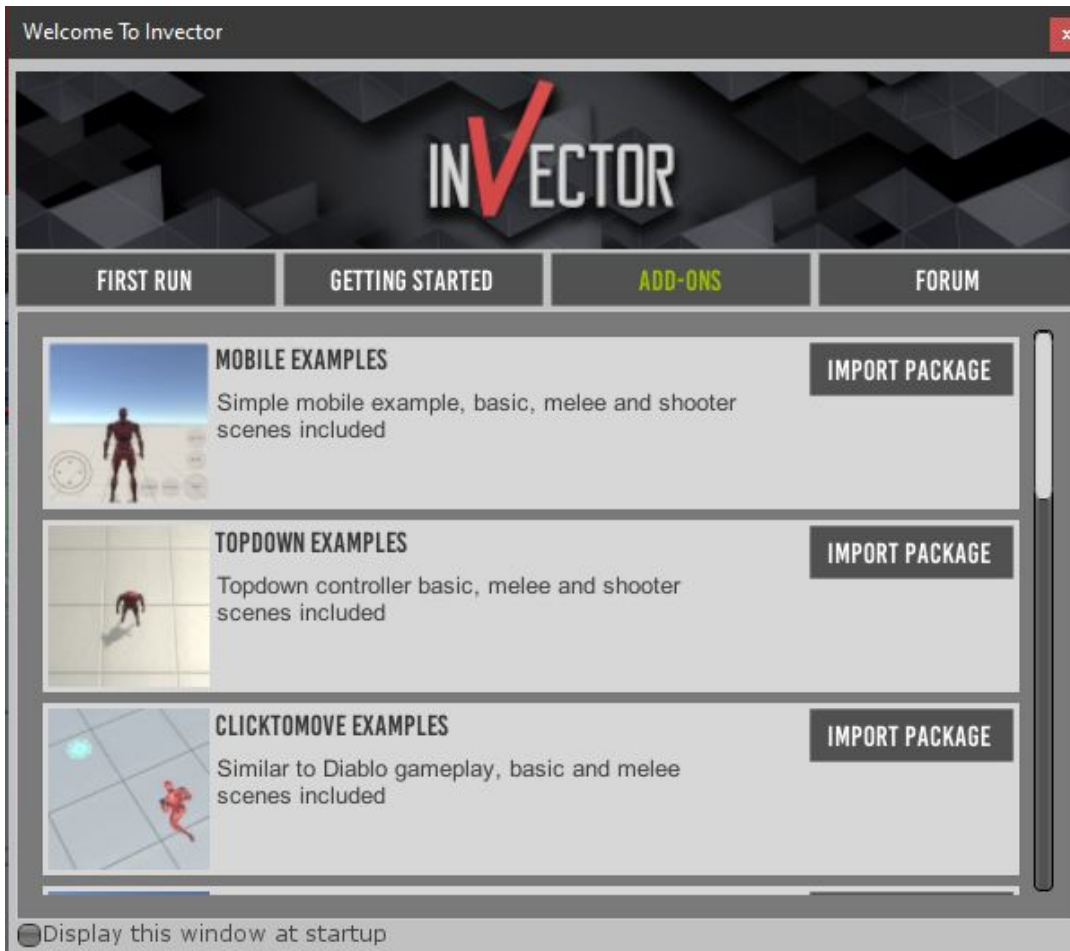 Welcome To Invector
x
INVECTOR
FIRST RUN
GETTING STARTED
ADD-ONS
FORUM
MOBILE EXAMPLES
IMPORT PACKAGE
Simple mobile example, basic, melee and shooter
scenes included
TOPDOWN EXAMPLES
IMPORT PACKAGE
Topdown controller basic, melee and shooter
scenes included
CLICKTOMOVE EXAMPLES
IMPORT PACKAGE
Similar to Diablo gameplay, basic and melee
scenes included
Display this window at startup